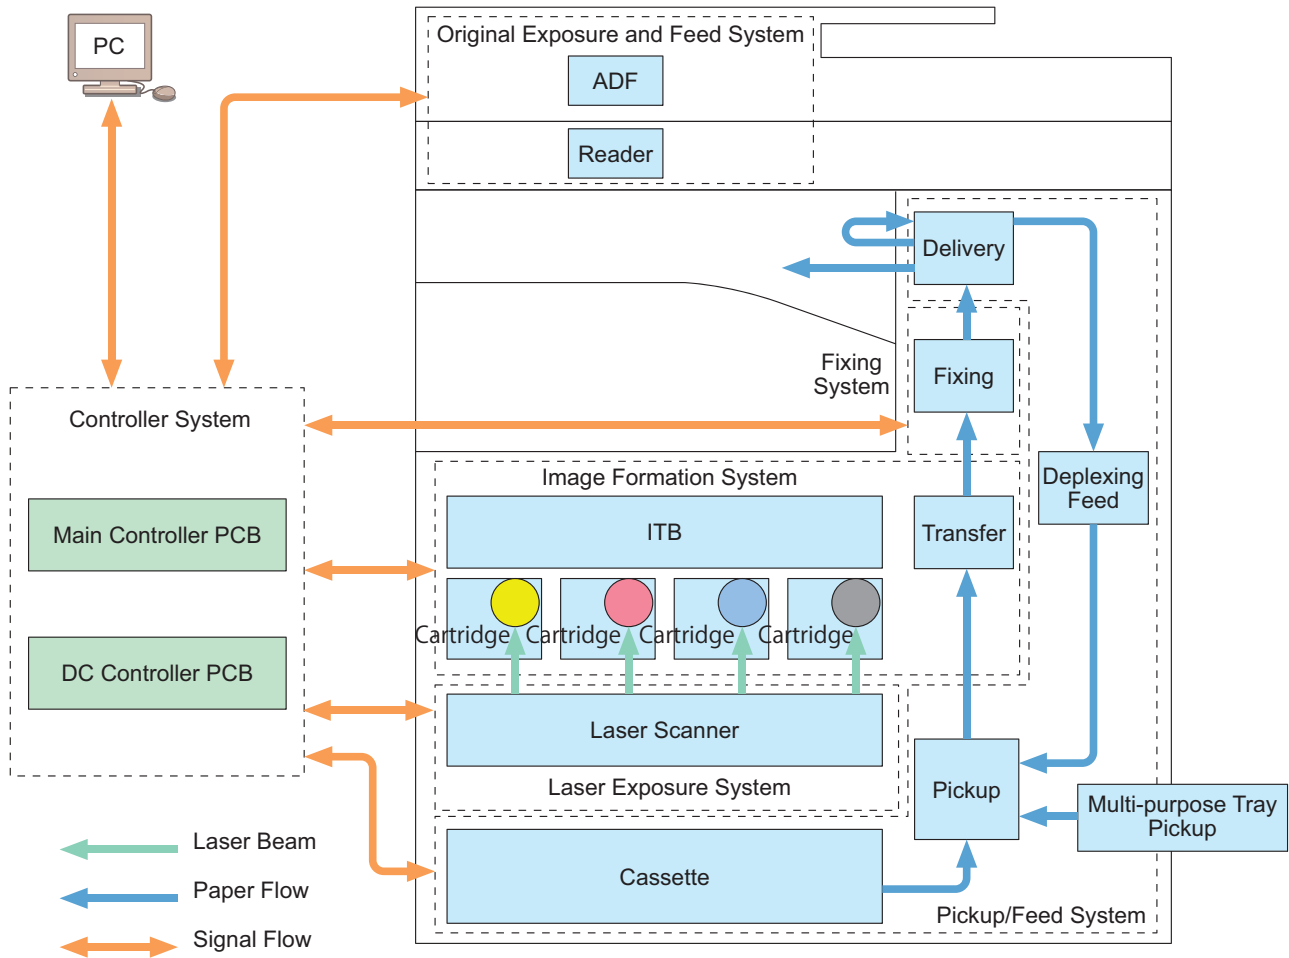 PC
Original Exposure and Feed System
ADF
Reader
Delivery
Fixing
System
Fixing
Controller System
Image Formation System
Deplexing
Feed
Main Controller PCB
ITB
Transfer
Cartridge
Cartridge
Cartridge
Cartridge
DC Controller PCB
Laser Scanner
Laser Exposure System
Pickup
Multi-purpose Tray
Pickup
Laser Beam
Cassette
Paper Flow
Pickup/Feed System
Signal Flow